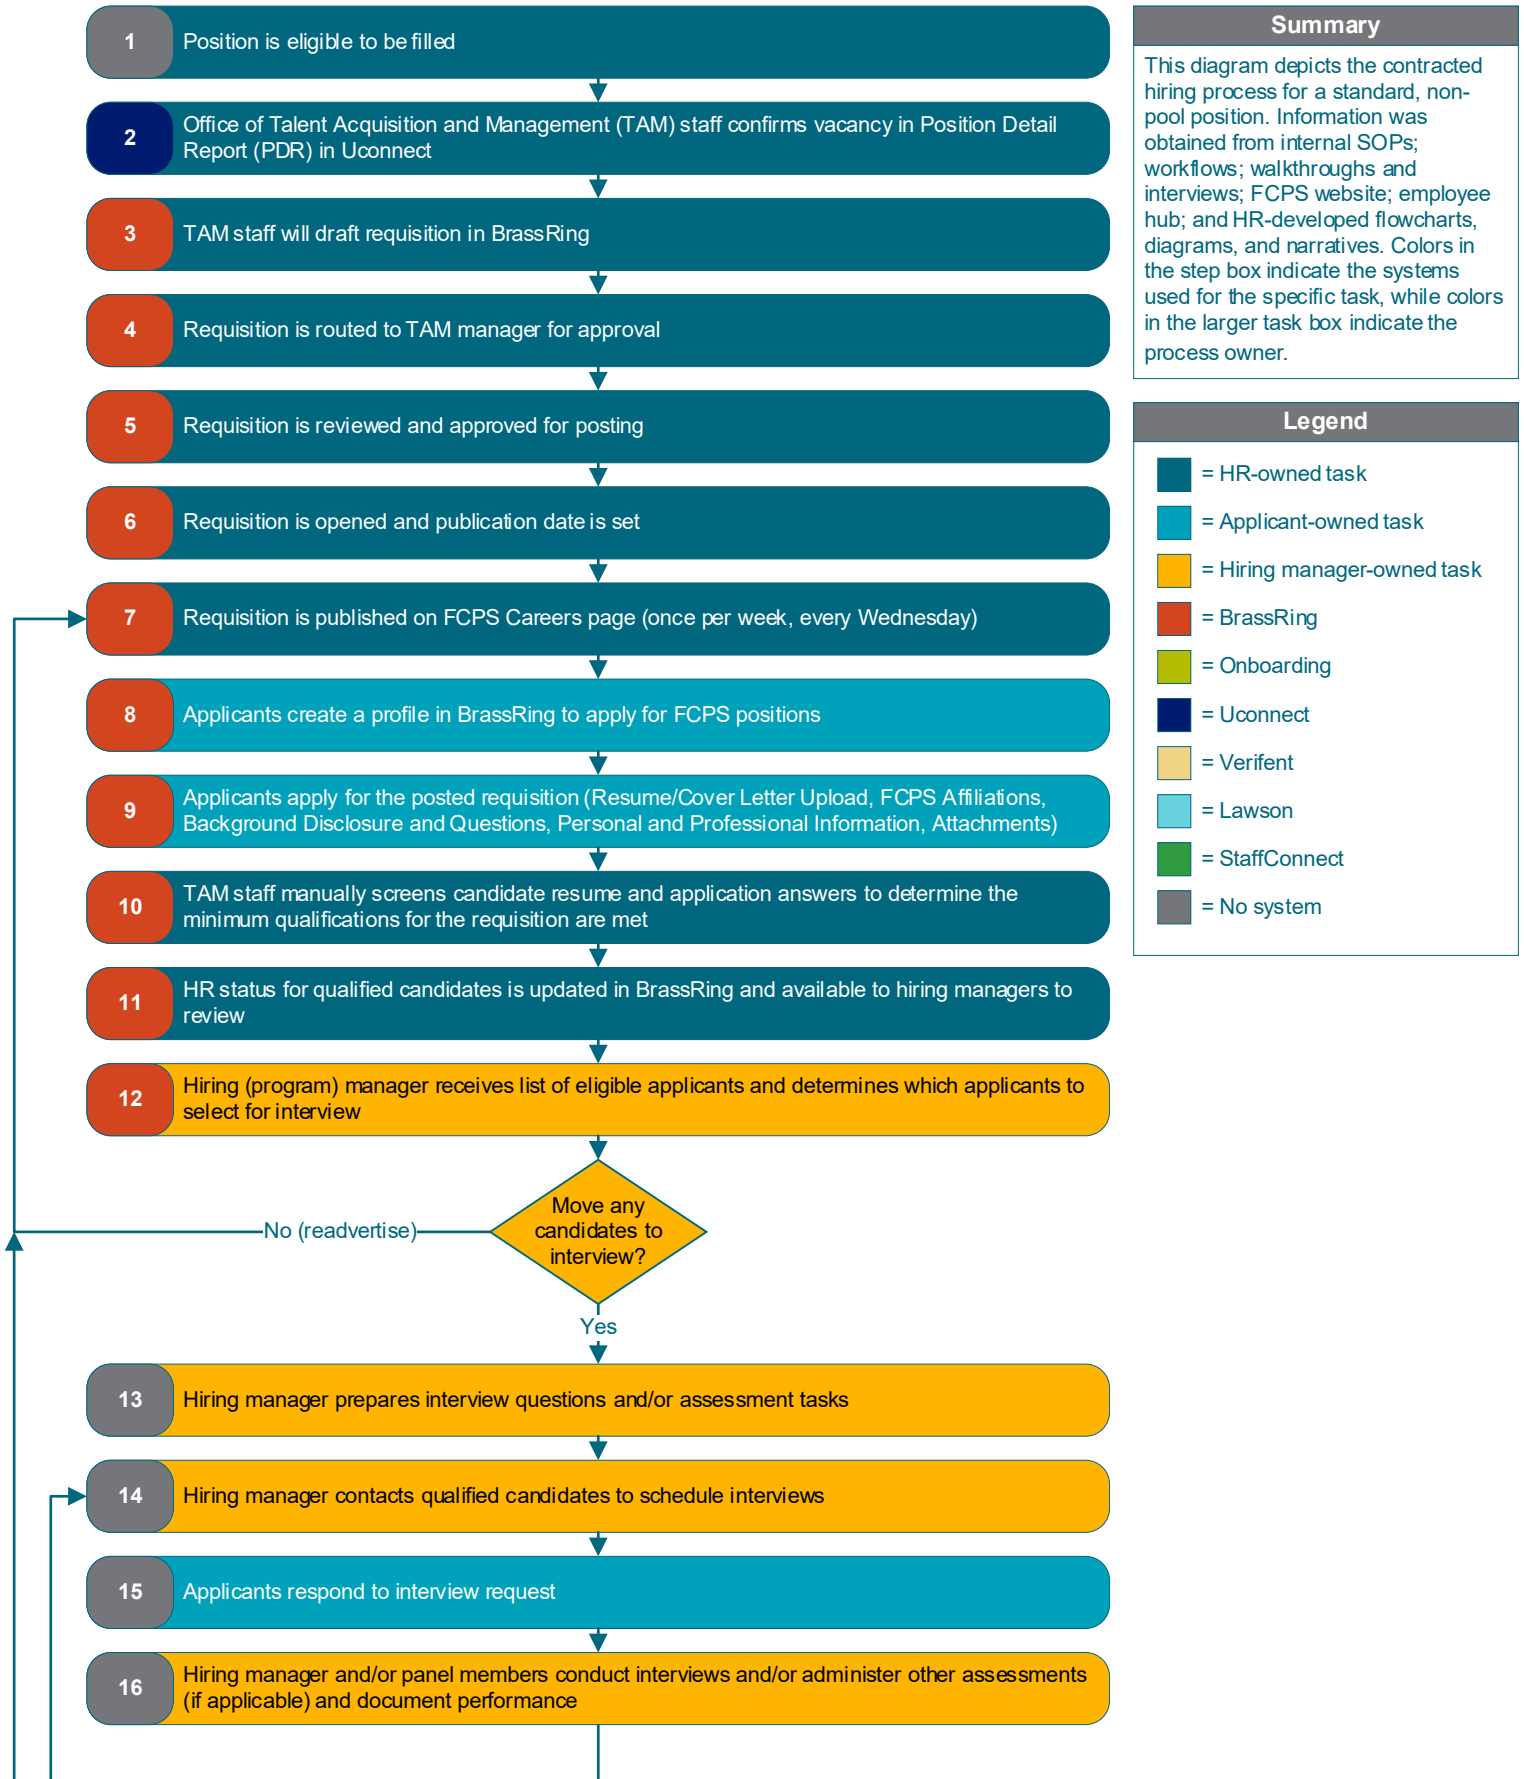 1
Position is eligible to be filled
2
Office of Talent Acquisition and Management (TAM) staff confirms vacancy in Position Detail
Report (PDR) in Uconnect
3
TAM staff will draft requisition in BrassRing
4
Requisition is routed to TAM manager for approval
5
Requisition is reviewed and approved for posting
6
Requisition is opened and publication date is set
7
Requisition is published on FCPS Careers page (once per week, every Wednesday)
8
Applicants create a profile in BrassRing to apply for FCPS positions
9
Applicants apply for the posted requisition (Resume/Cover Letter Upload, FCPS Affiliations,
Background Disclosure and Questions, Personal and Professional Information, Attachments)
10
TAM staff manually screens candidate resume and application answers to determine the
minimum qualifications for the requisition are met
11
HR status for qualified candidates is updated in BrassRing and available to hiring managers to
review
12
Hiring (program) manager receives list of eligible applicants and determines which applicants to
select for interview
Move any
candidates to
interview?
No (readvertise)
Yes
13
Hiring manager prepares interview questions and/or assessment tasks
14
Hiring manager contacts qualified candidates to schedule interviews
15
Applicants respond to interview request
16
Hiring manager and/or panel members conduct interviews and/or administer other assessments
(if applicable) and document performance
Summary
This diagram depicts the contracted
hiring process for a standard, non-
pool position. Information was
obtained from internal SOPs;
workflows; walkthroughs and
interviews; FCPS website; employee
hub; and HR-developed flowcharts,
diagrams, and narratives. Colors in
the step box indicate the systems
used for the specific task, while colors
in the larger task box indicate the
process owner.
Legend
= HR-owned task
= Applicant-owned task
= Hiring manager-owned task
= BrassRing
= Onboarding
= Uconnect
= Verifent
= Lawson
= StaffConnect
= No system